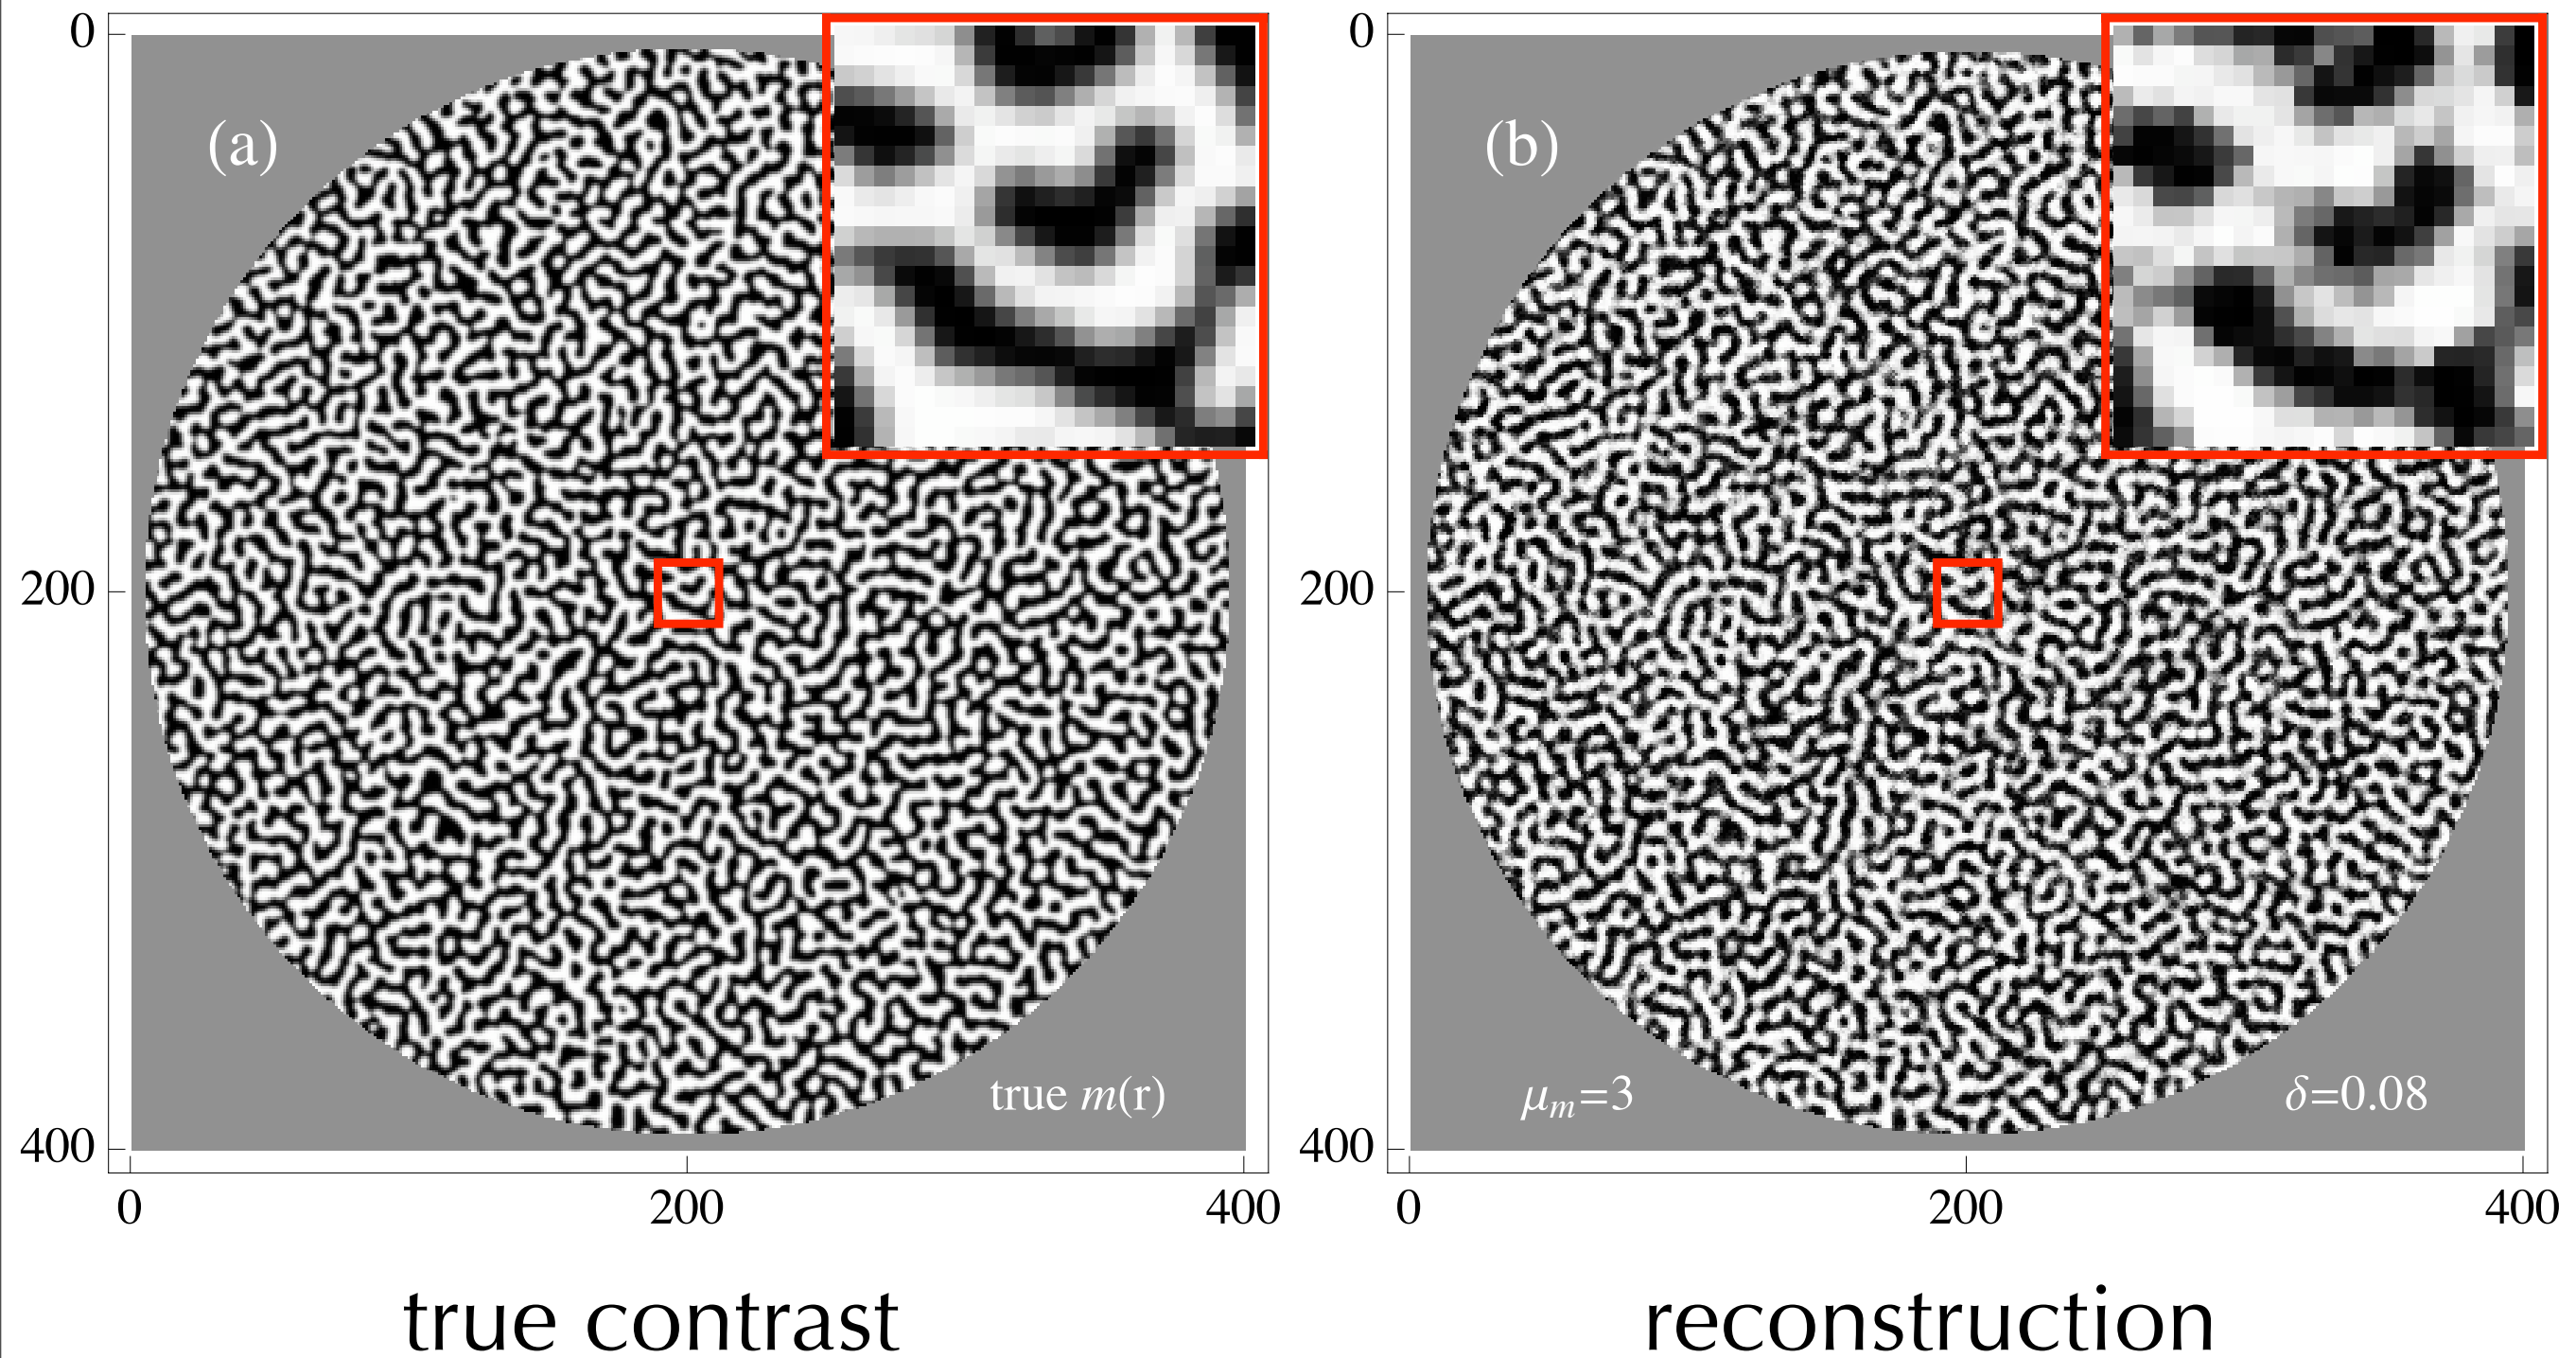 0
(a)
200
true m(r)
400
0 200 400
true contrast
0
(b)
200
μm=3 δ=0.08
400
0 200 400
reconstruction